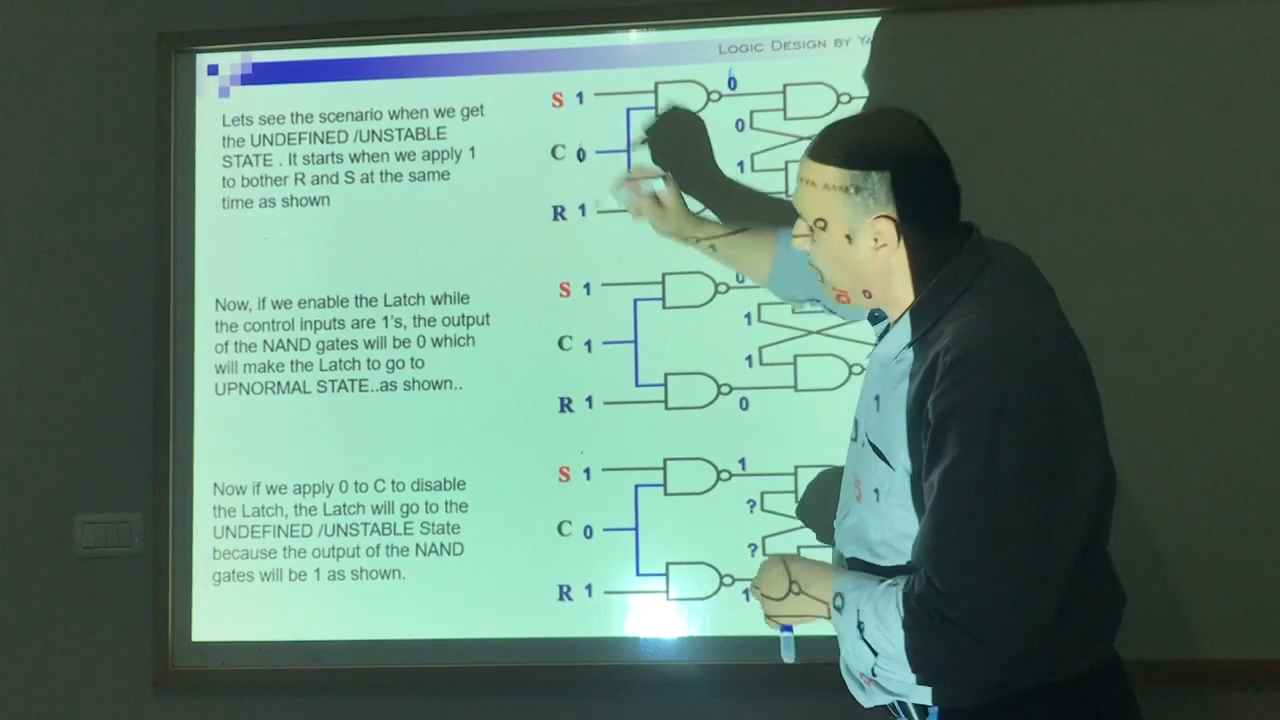 LOGIC DESIGN BY
Lets see the scenario when we get
the UNDEFINED /UNSTABLE
STATE . It starts when we apply 1
to bother R and S at the same
time as shown
S 1
0
0
C 0
1
R 1
Now, if we enable the Latch while
the control inputs are 1's, the output
of the NAND gates will be 0 which
will make the Latch to go to
UPNORMAL STATE..as shown..
S 1
0
1
C 1
1
R 1
0
Now if we apply 0 to C to disable
the Latch, the Latch will go to the
UNDEFINED /UNSTABLE State
because the output of the NAND
gates will be 1 as shown.
S 1
1
?
C 0
?
R 1
1
Q
Q
0
1
1
Q